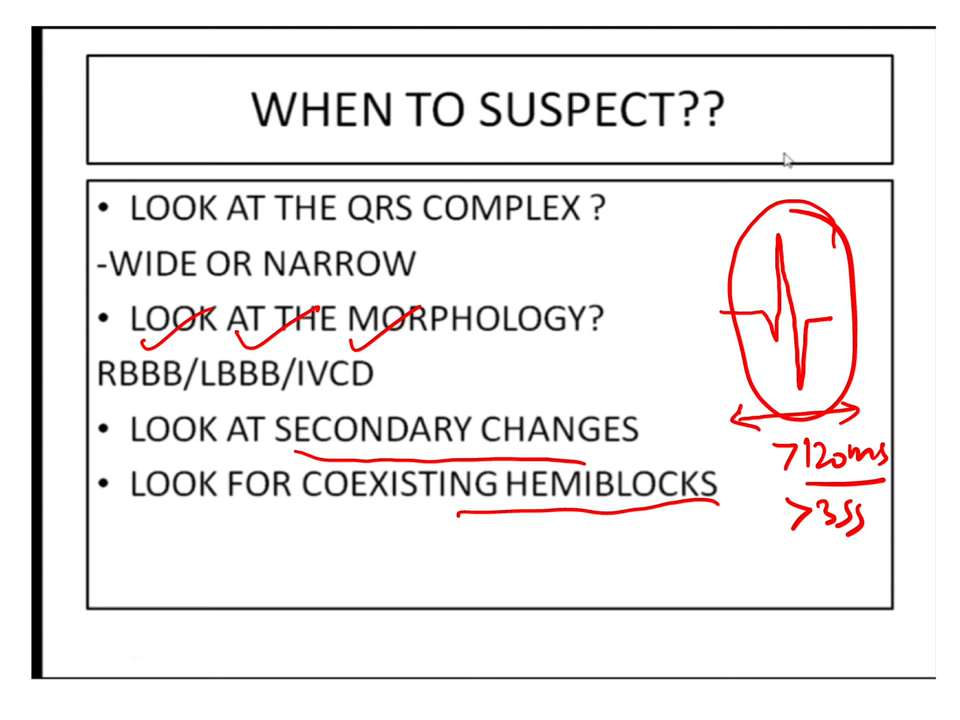 WHEN TO SUSPECT??
• LOOK AT THE QRS COMPLEX ?
-WIDE OR NARROW
• LOOK AT THE MORPHOLOGY?
RBBB/LBBB/IVCD
• LOOK AT SECONDARY CHANGES
• LOOK FOR COEXISTING HEMIBLOCKS
>120ms
>3ss